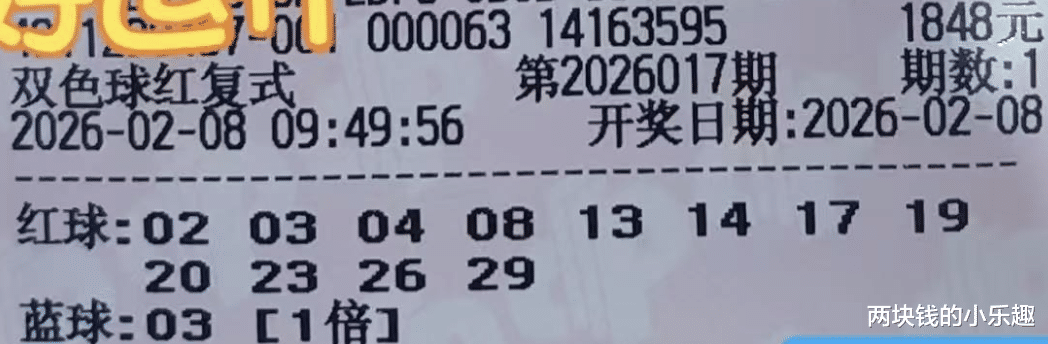 000063 14163595 1848元
双色球红复式 第2026017期 期数:1
2026-02-08 09:49:56 开奖日期:2026-02-08
红球:02 03 04 08 13 14 17 19
20 23 26 29
蓝球:03 [1倍]
两块钱的小乐趣